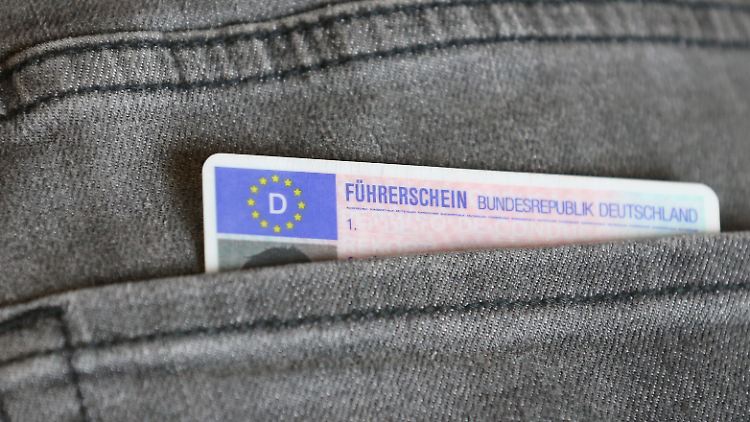 D
FÜHRERSCHEIN BUNDESREPUBLIK DEUTSCHLAND
1.